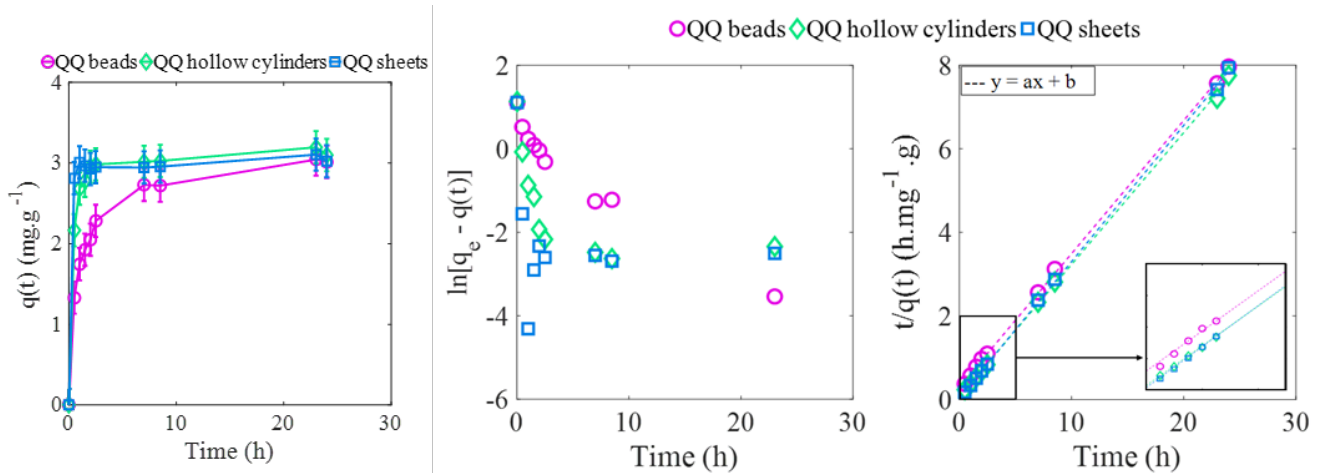 QQ beads QQ hollow cylinders QQ sheets
q(t) (mg.g⁻¹)
4
3
2
1
0
0 10 20 30
Time (h)
QQ beads QQ hollow cylinders QQ sheets
ln[qₑ - q(t)]
2
0
-2
-4
-6
0 10 20 30
Time (h)
t/q(t) (h.mg⁻¹.g)
8
6
4
2
0
0 10 20 30
Time (h)
--- y = ax + b